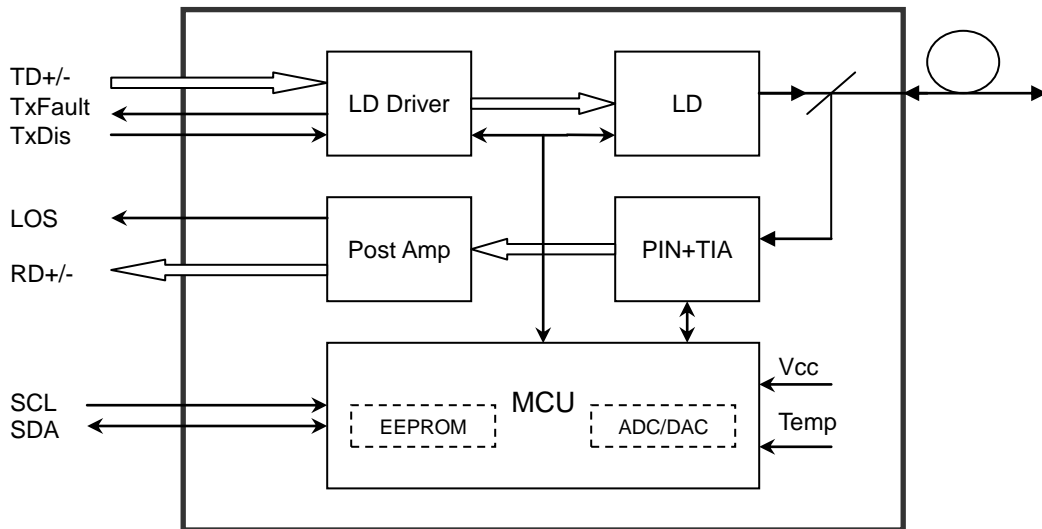 TD+/-
TxFault
TxDis
LD Driver
LD
LOS
RD+/-
Post Amp
PIN+TIA
SCL
SDA
MCU
EEPROM
ADC/DAC
Vcc
Temp